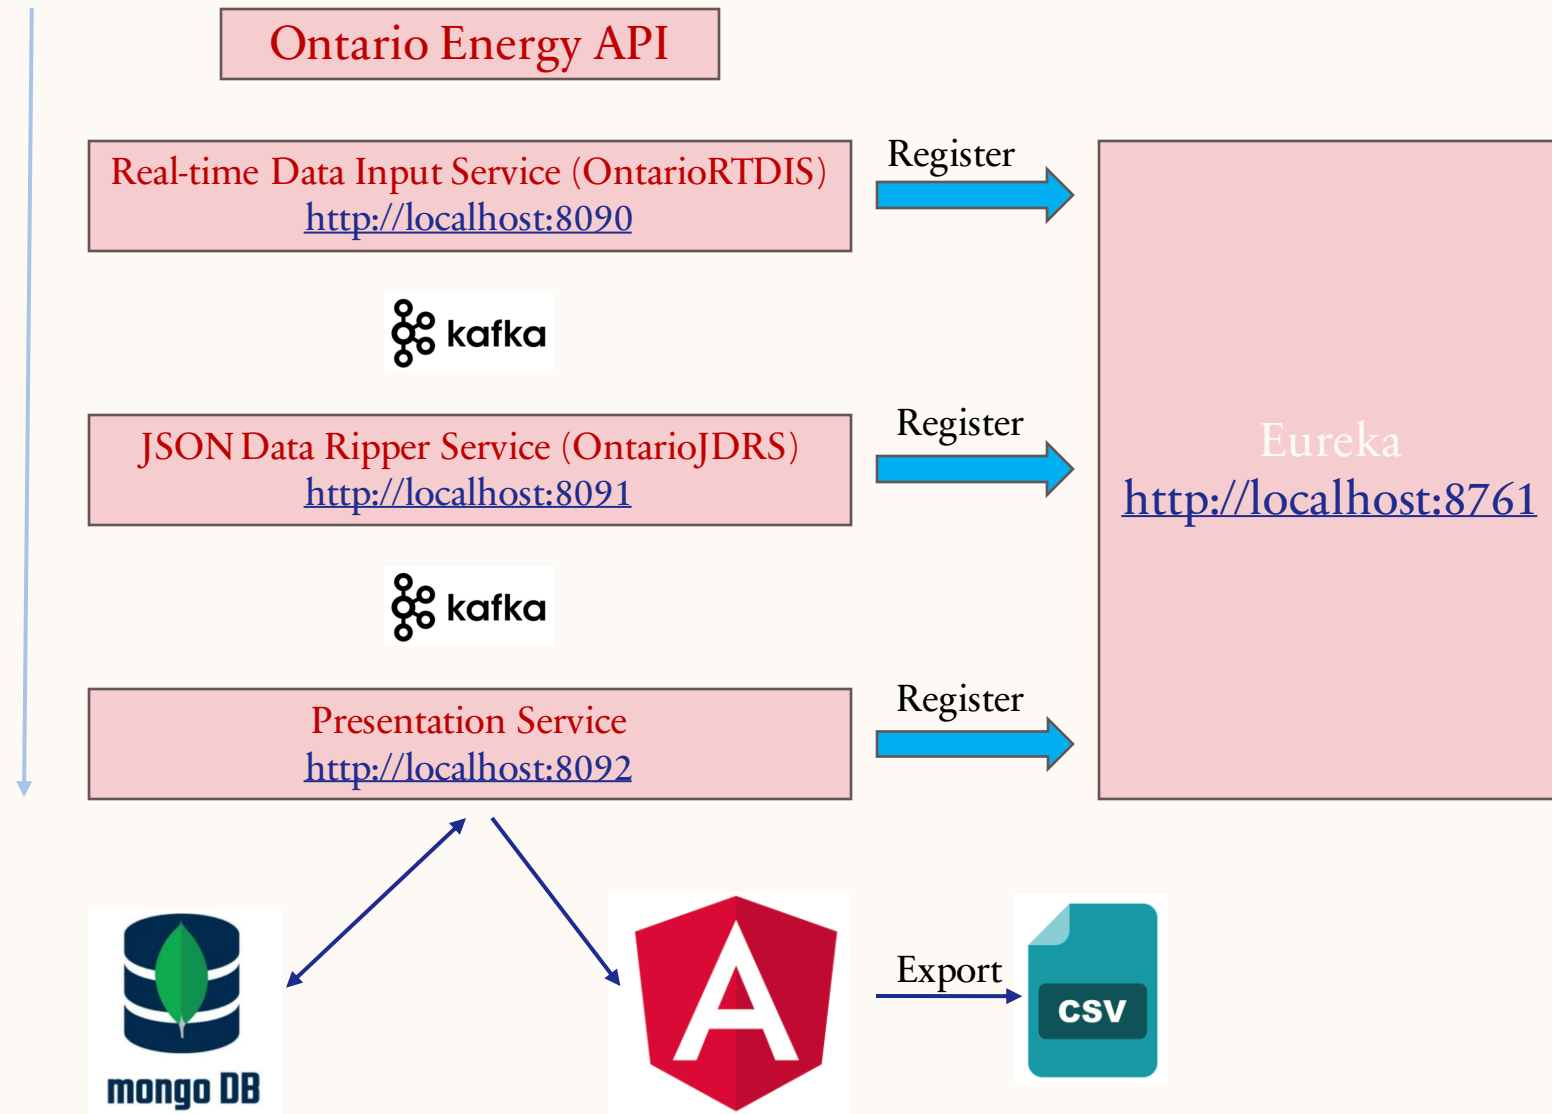 Ontario Energy API
Real-time Data Input Service (OntarioRTDIS)
http://localhost:8090
Register
kafka
JSON Data Ripper Service (OntarioJDRS)
http://localhost:8091
Register
Eureka
http://localhost:8761
kafka
Presentation Service
http://localhost:8092
Register
mongo DB
A
Export
CSV